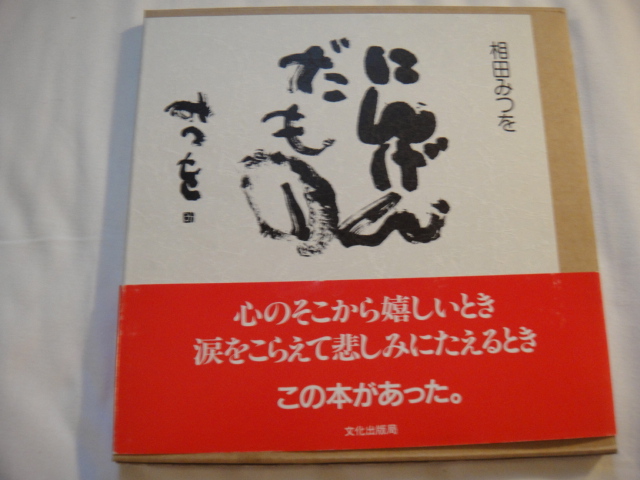 相田みつを
にんげん
だもの
みつを
心のそこから嬉しいとき
涙をこらえて悲しみにたえるとき
この本があった。
文化出版局